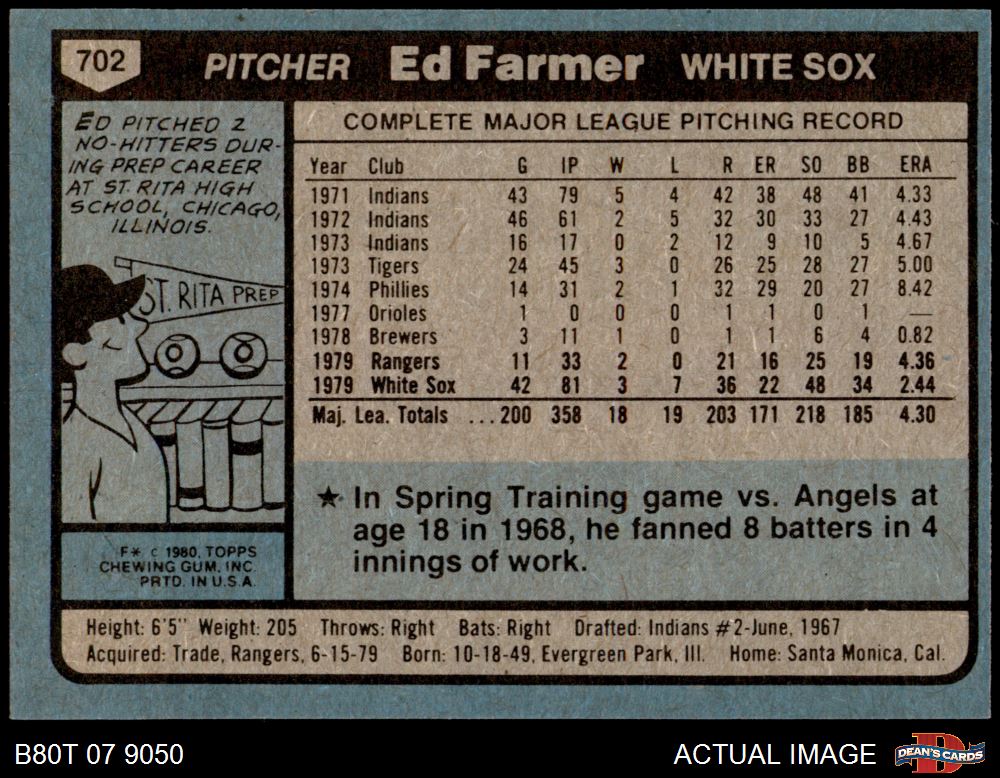 702 PITCHER Ed Farmer WHITE SOX
ED PITCHED 2
NO-HITTERS DUR-
ING PREP CAREER
AT ST. RITA HIGH
SCHOOL, CHICAGO,
ILLINOIS.
ST. RITA PREP
F✳ © 1980, TOPPS
CHEWING GUM, INC.
PRTD. IN U.S.A.
COMPLETE MAJOR LEAGUE PITCHING RECORD
Year Club G IP W L R ER SO BB ERA
1971 Indians 43 79 5 4 42 38 48 41 4.33
1972 Indians 46 61 2 5 32 30 33 27 4.43
1973 Indians 16 17 0 2 12 9 10 5 4.67
1973 Tigers 24 45 3 0 26 25 28 27 5.00
1974 Phillies 14 31 2 1 32 29 20 27 8.42
1977 Orioles 1 0 0 0 1 1 0 1 —
1978 Brewers 3 11 1 0 1 1 6 4 0.82
1979 Rangers 11 33 2 0 21 16 25 19 4.36
1979 White Sox 42 81 3 7 36 22 48 34 2.44
Maj. Lea. Totals ...200 358 18 19 203 171 218 185 4.30
★ In Spring Training game vs. Angels at
age 18 in 1968, he fanned 8 batters in 4
innings of work.
Height: 6'5" Weight: 205 Throws: Right Bats: Right Drafted: Indians #2-June, 1967
Acquired: Trade, Rangers, 6-15-79 Born: 10-18-49, Evergreen Park, Ill. Home: Santa Monica, Cal.
B80T 07 9050 ACTUAL IMAGE D DEAN'S CARDS